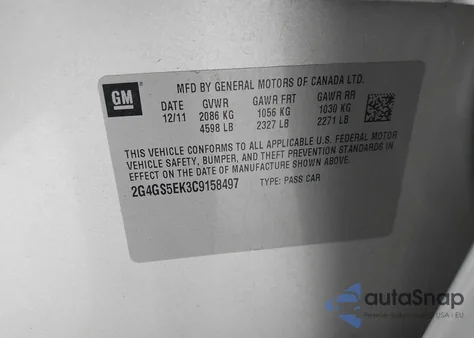 GM
MFD BY GENERAL MOTORS OF CANADA LTD.
DATE GVWR GAWR FRT GAWR RR
12/11 2086 KG 1056 KG 1030 KG
4598 LB 2327 LB 2271 LB
THIS VEHICLE CONFORMS TO ALL APPLICABLE U.S. FEDERAL MOTOR
VEHICLE SAFETY, BUMPER, AND THEFT PREVENTION STANDARDS IN
EFFECT ON THE DATE OF MANUFACTURE SHOWN ABOVE.
2G4GS5EK3C9158497 TYPE: PASS CAR
autaSnap
USA - EU